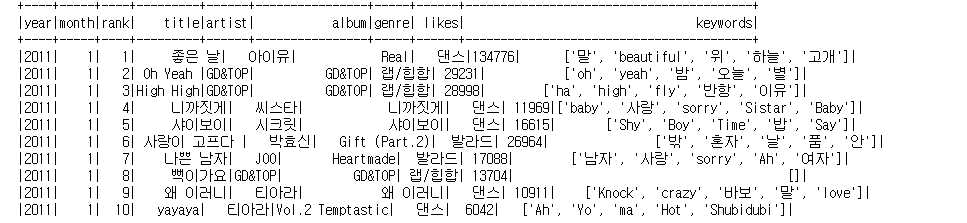 +----+-----+----+------------+------+----------------+-----+------+------------------------------------------+
|year|month|rank|       title|artist|           album|genre| likes|                                  keywords|
+----+-----+----+------------+------+----------------+-----+------+------------------------------------------+
|2011|    1|   1|       좋은 날|   아이유|            Real|   댄스|134776|         ['말', 'beautiful', '위', '하늘', '고개']|
|2011|    1|   2|     Oh Yeah|GD&TOP|          GD&TOP| 랩/힙합| 29231|             ['oh', 'yeah', '밤', '오늘', '별']|
|2011|    1|   3|   High High|GD&TOP|          GD&TOP| 랩/힙합| 28998|          ['ha', 'high', 'fly', '반항', '이유']|
|2011|    1|   4|        니까짓게|   씨스타|            니까짓게|   댄스| 11969|['baby', '사랑', 'sorry', 'Sistar', 'Baby']|
|2011|    1|   5|        샤이보이|   시크릿|            샤이보이|   댄스| 16615|         ['Shy', 'Boy', 'Time', '밥', 'Say']|
|2011|    1|   6|   사랑이 고프다 |   박효신|   Gift (Part.2)|  발라드| 26964|                ['밖', '혼자', '날', '품', '안']|
|2011|    1|   7|       나쁜 남자|   JOO|       Heartmade|  발라드| 17088|         ['남자', '사랑', 'sorry', 'Ah', '여자']|
|2011|    1|   8|        뻑이가요|GD&TOP|          GD&TOP| 랩/힙합| 13704|                                        []|
|2011|    1|   9|      왜 이러니|   티아라|          왜 이러니|   댄스| 10911|     ['Knock', 'crazy', '바보', '말', 'love']|
|2011|    1|  10|      yayaya|   티아라|Vol.2 Temptastic|   댄스|  6042|    ['Ah', 'Yo', 'ma', 'Hot', 'Shubidubi']|